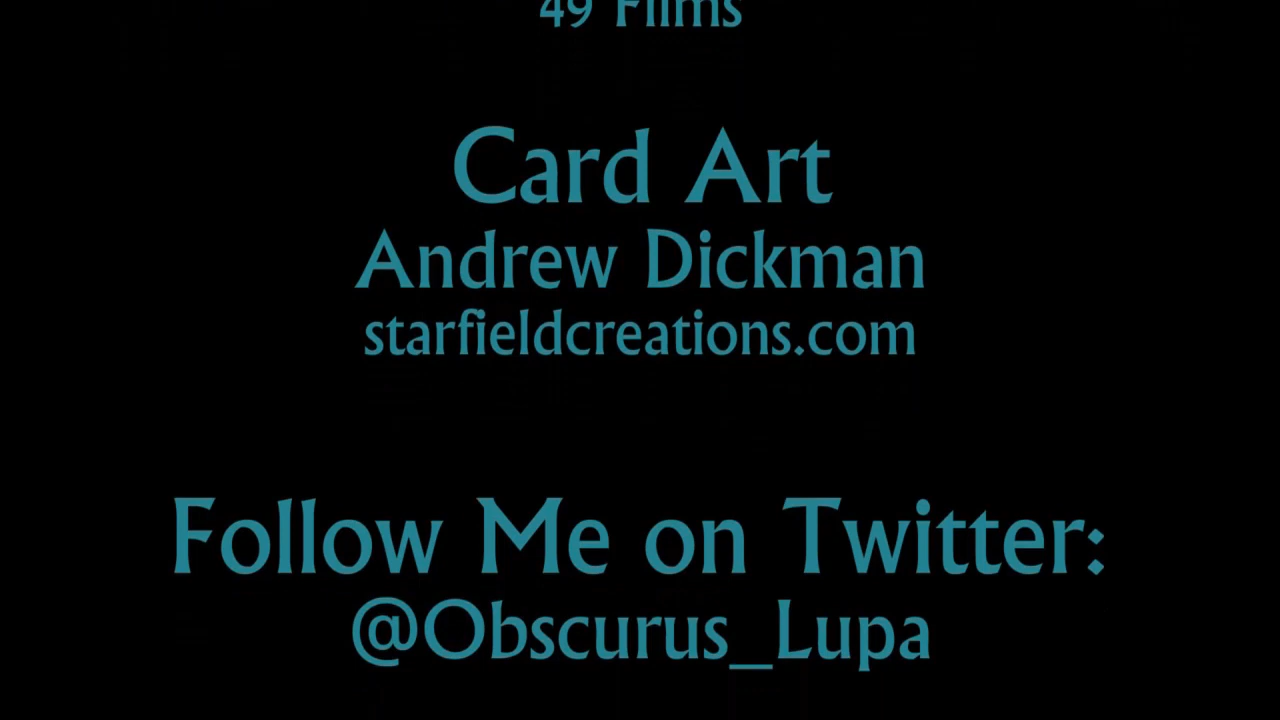 49 Films
Card Art
Andrew Dickman
starfieldcreations.com
Follow Me on Twitter:
@Obscurus_Lupa